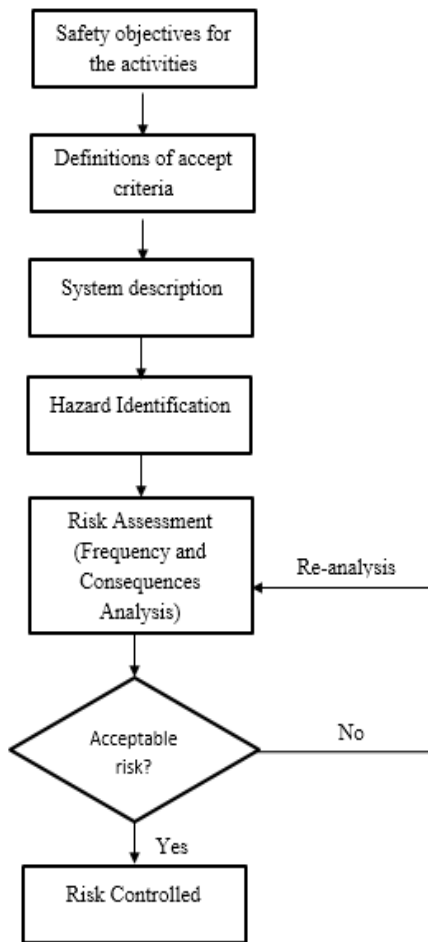 Safety objectives for
the activities
Definitions of accept
criteria
System description
Hazard Identification
Risk Assessment
(Frequency and
Consequences
Analysis)
Re-analysis
Acceptable
risk?
No
Yes
Risk Controlled